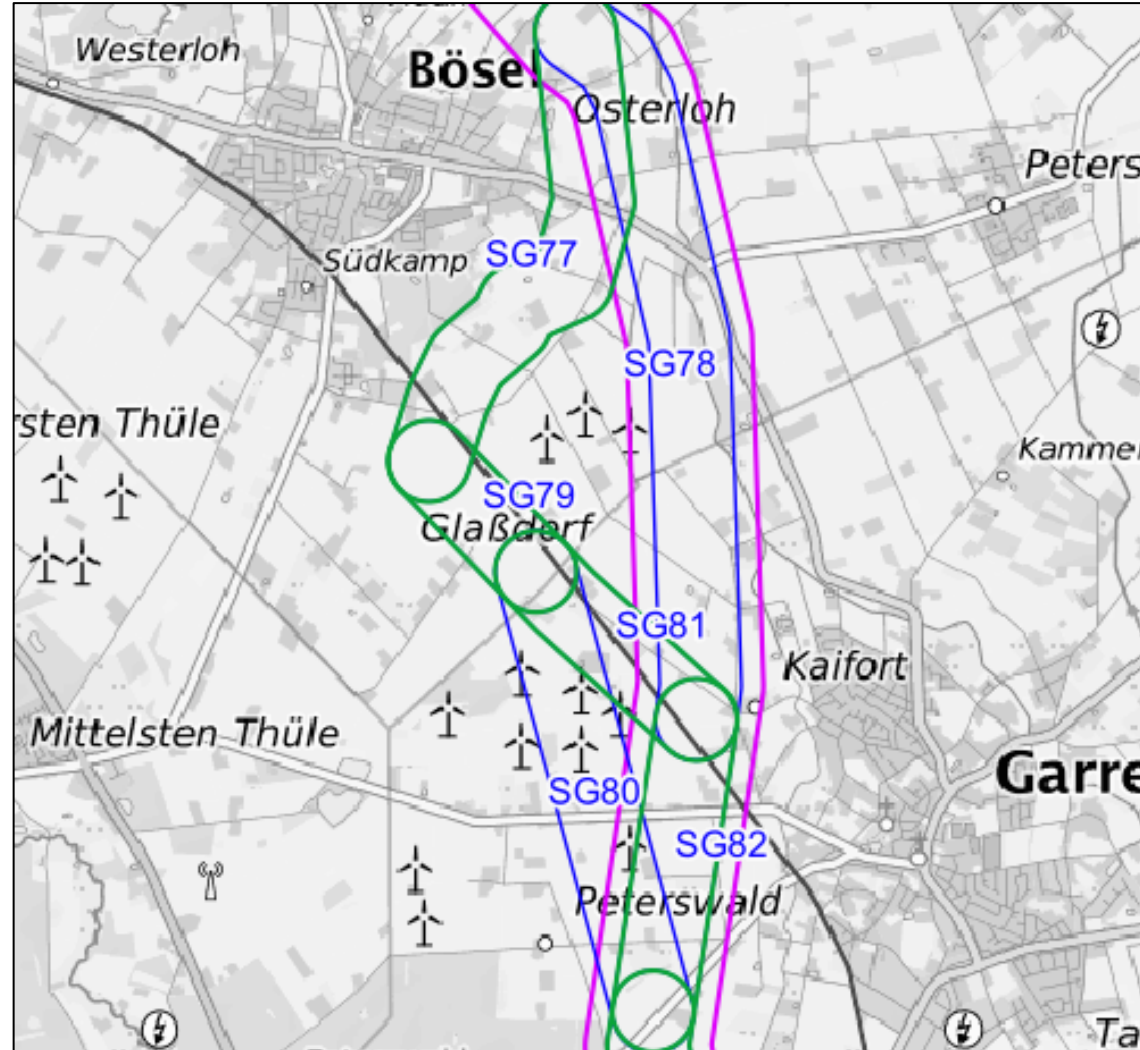 Westerloh
Bösel
Osterloh
Peters
SG77
Südkamp
SG78
rsten Thüle
Kammer
SG79
Glaßdorf
SG81
Kaifort
Mittelsten Thüle
Garre
SG80
SG82
Peterswald
Ta